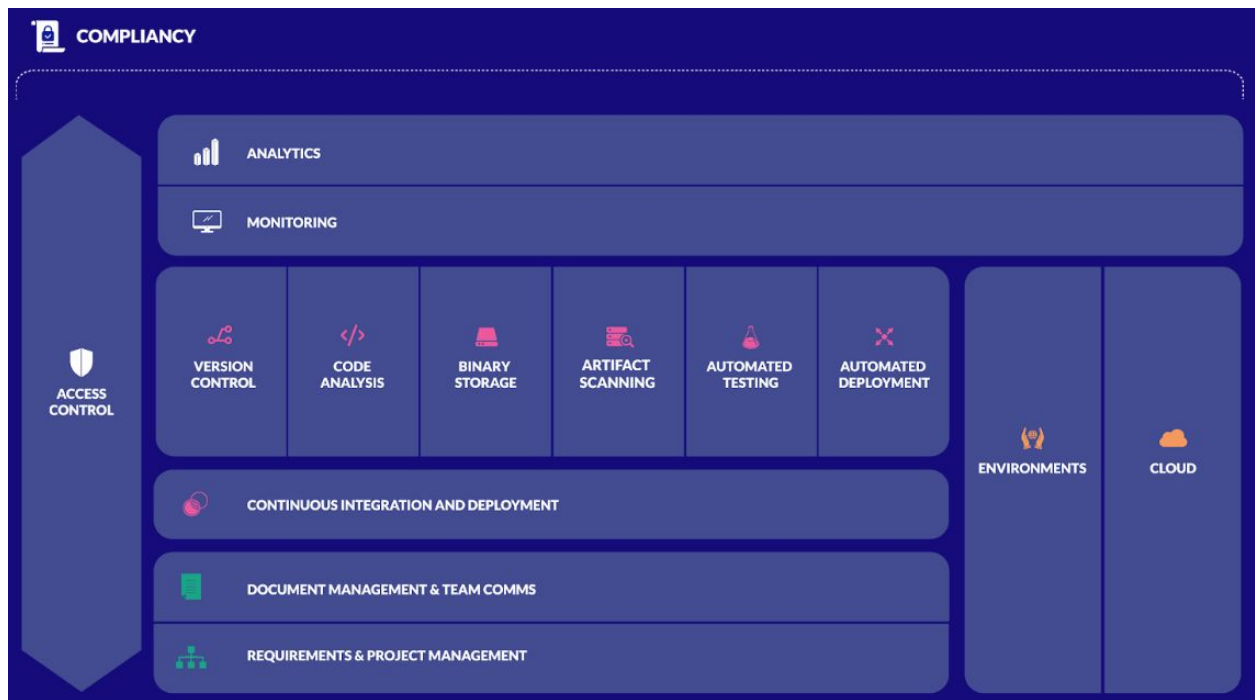 COMPLIANCY
ACCESS
CONTROL
ANALYTICS
MONITORING
VERSION
CONTROL
CODE
ANALYSIS
BINARY
STORAGE
ARTIFACT
SCANNING
AUTOMATED
TESTING
AUTOMATED
DEPLOYMENT
ENVIRONMENTS
CLOUD
CONTINUOUS INTEGRATION AND DEPLOYMENT
DOCUMENT MANAGEMENT & TEAM COMMS
REQUIREMENTS & PROJECT MANAGEMENT